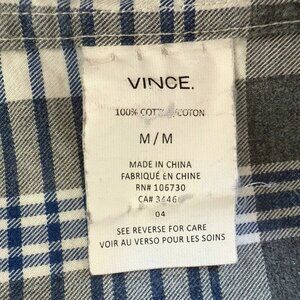 VINCE.
100% COTTON/COTON
M/M
MADE IN CHINA
FABRIQUÉ EN CHINE
RN# 106730
CA#
04
SEE REVERSE FOR CARE
VOIR AU VERSO POUR LES SOINS